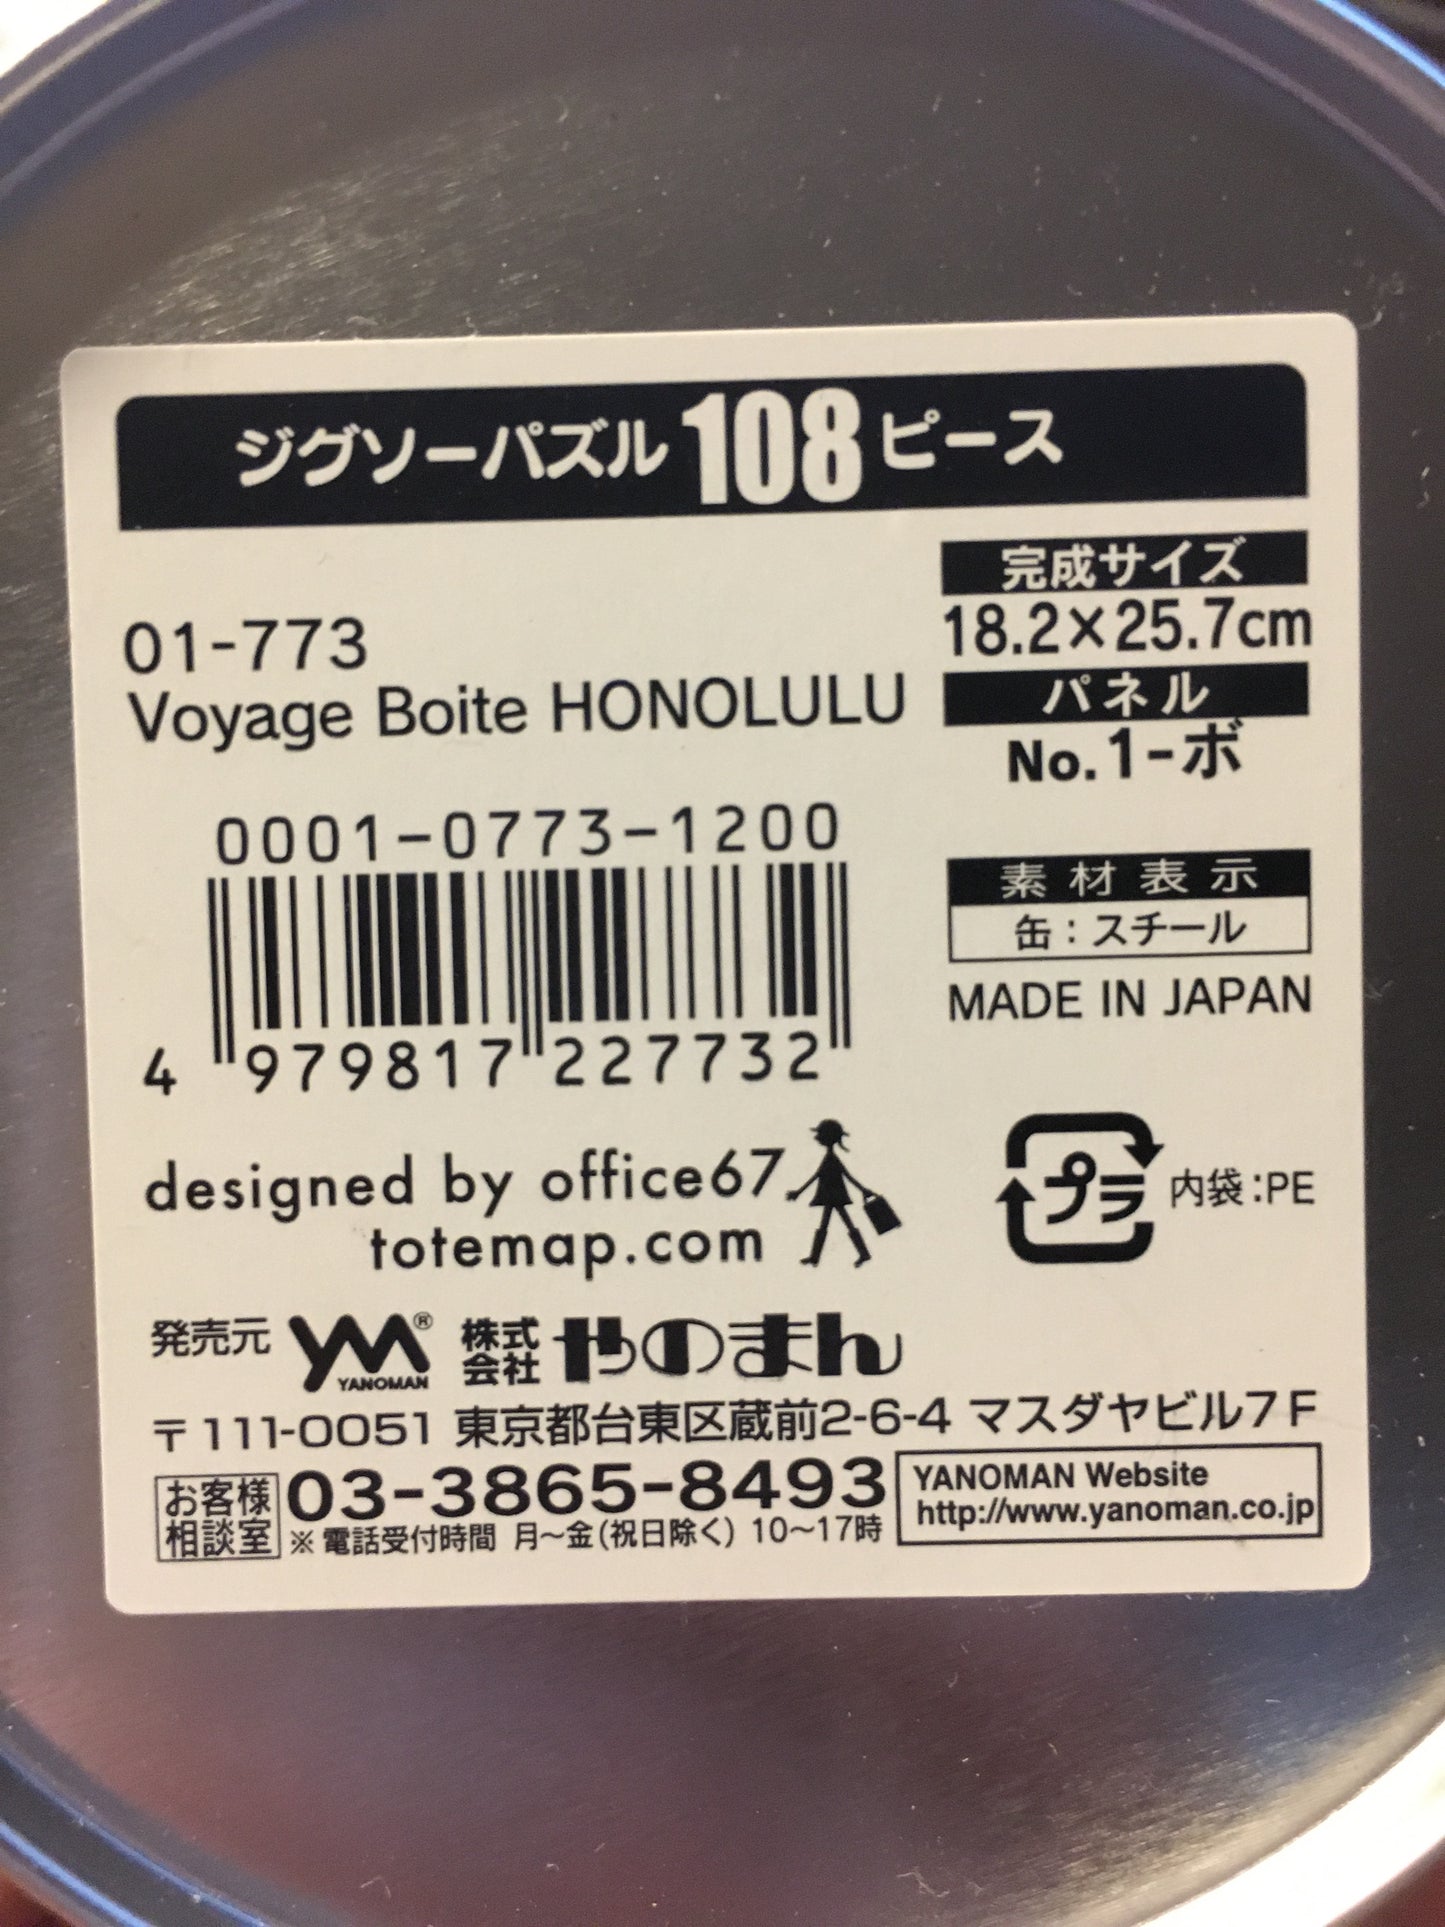 ジグソーパズル108ピース
01-773
Voyage Boite HONOLULU
完成サイズ
18.2×25.7cm
パネル
No.1-ボ
0001-0773-1200
4 979817 227732
素材表示
缶：スチール
MADE IN JAPAN
designed by office67
totemap.com
プラ 内袋：PE
発売元 YM® YANOMAN 株式会社 やのまん
〒111-0051 東京都台東区蔵前2-6-4 マスダヤビル7F
お客様相談室 03-3865-8493
※電話受付時間 月〜金(祝日除く) 10〜17時
YANOMAN Website
http://www.yanoman.co.jp